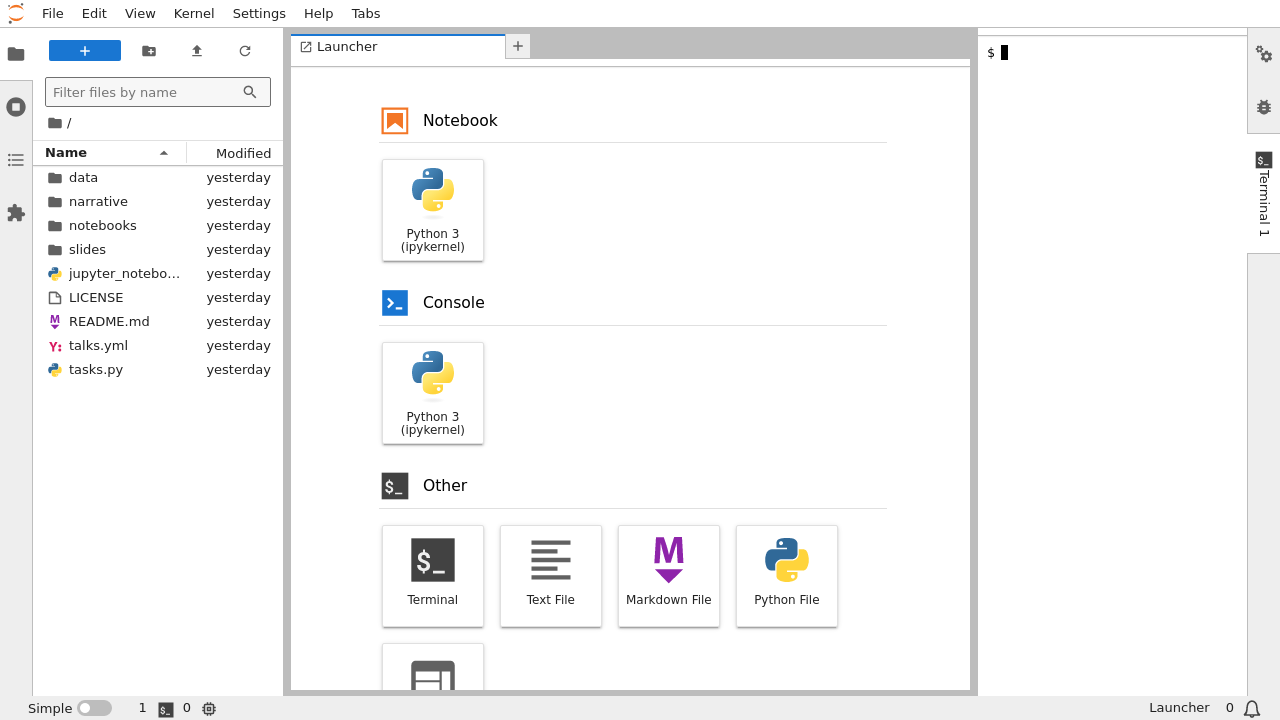 File Edit View Kernel Settings Help Tabs
Launcher
Filter files by name
/
Name Modified
data yesterday
narrative yesterday
notebooks yesterday
slides yesterday
jupyter_notebo... yesterday
LICENSE yesterday
README.md yesterday
talks.yml yesterday
tasks.py yesterday
Notebook
Python 3
(ipykernel)
Console
Python 3
(ipykernel)
$_ Other
$_
Terminal
Text File
M
Markdown File
Python File
$
$_ Terminal 1
Simple 1 $_ 0
Launcher 0